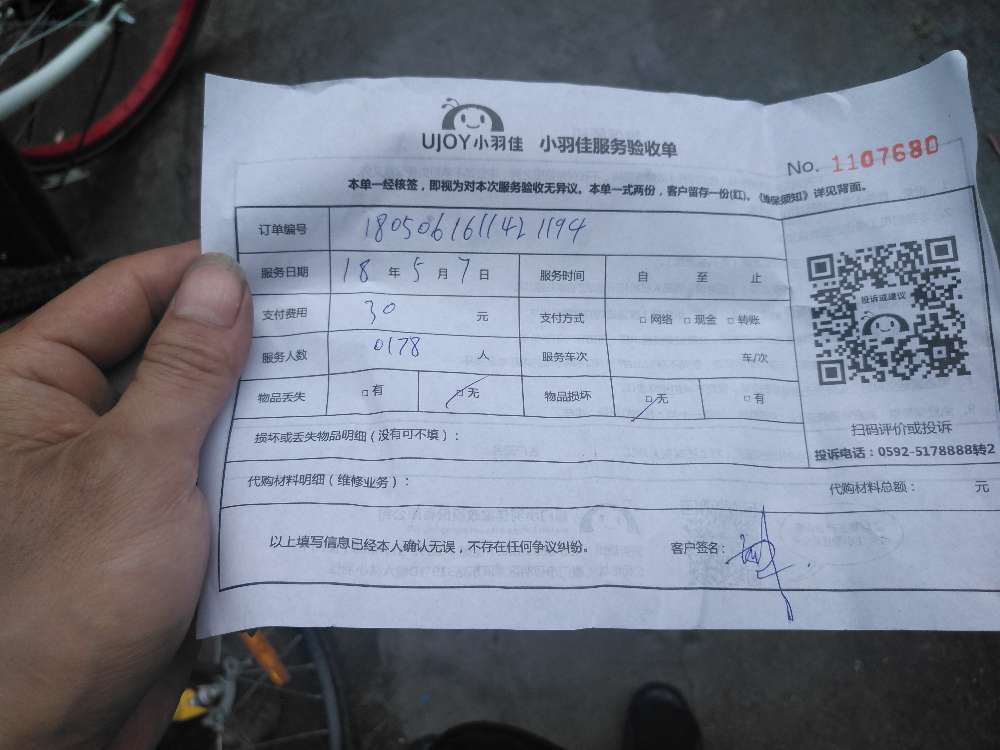 UJOY小羽佳 小羽佳服务验收单
No. 1107680
本单一经核签，即视为对本次服务验收无异议。本单一式两份，客户留存一份(红)。《须知》详见背面。
订单编号 180506161142 1194
服务日期 18 年 5 月 7 日 服务时间 自 至 止
支付费用 30 元 支付方式 □ 网络 □ 现金 □ 转账
服务人数 0178 人 服务车次 车/次
物品丢失 □ 有 □ 无 物品损坏 □ 无 □ 有
投诉或建议
扫码评价或投诉
投诉电话：0592-5178888转2
损坏或丢失物品明细（没有可不填）：
代购材料明细（维修业务）： 代购材料总额： 元
以上填写信息已经本人确认无误，不存在任何争议纠纷。 客户签名：